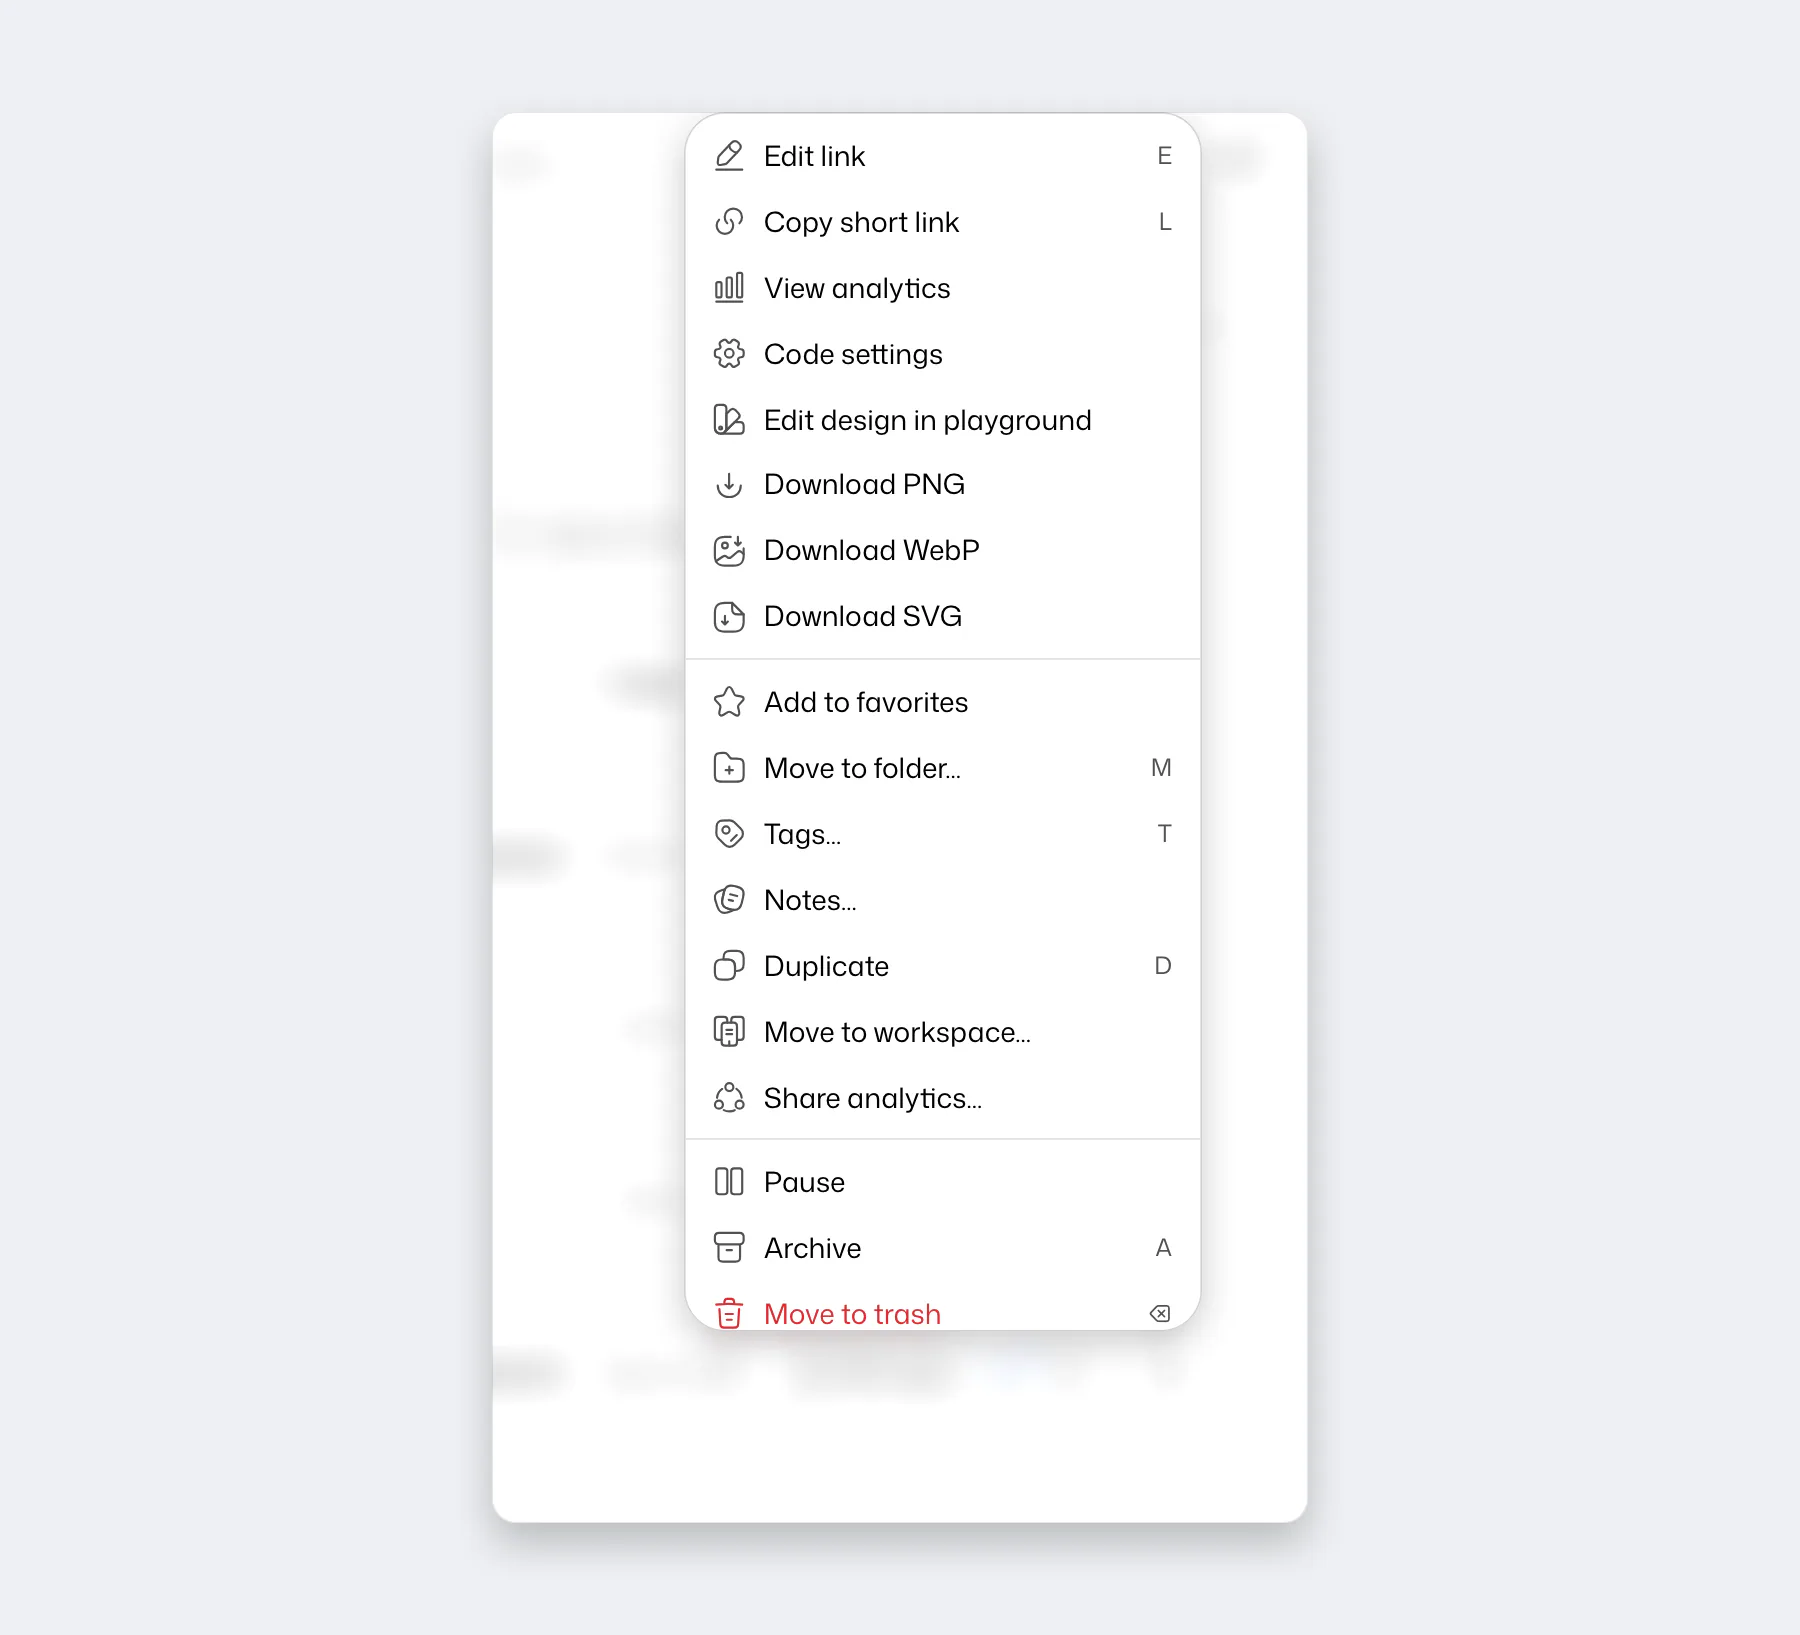 Edit link E
Copy short link L
View analytics
Code settings
Edit design in playground
Download PNG
Download WebP
Download SVG
Add to favorites
Move to folder... M
Tags... T
Notes...
Duplicate D
Move to workspace...
Share analytics...
Pause
Archive A
Move to trash